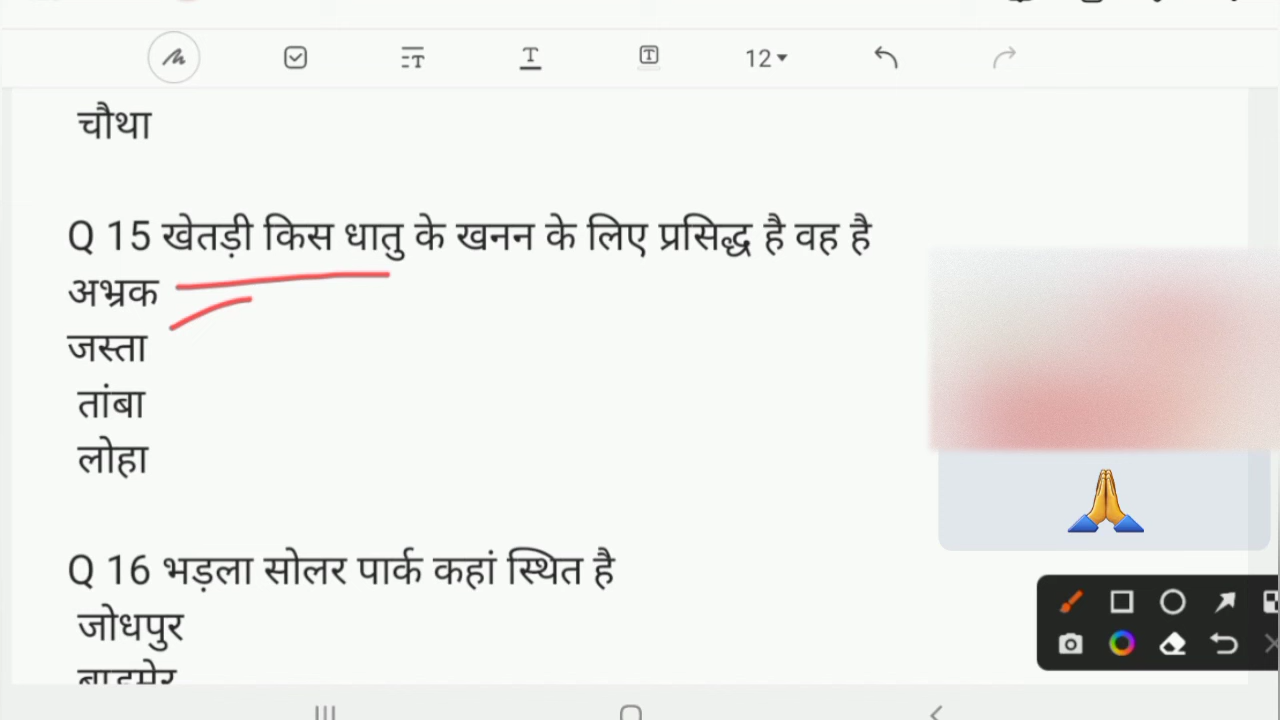 12
चौथा
Q 15 खेतड़ी किस धातु के खनन के लिए प्रसिद्ध है वह है
अभ्रक
जस्ता
तांबा
लोहा
Q 16 भड़ला सोलर पार्क कहां स्थित है
जोधपुर
बाड़मेर